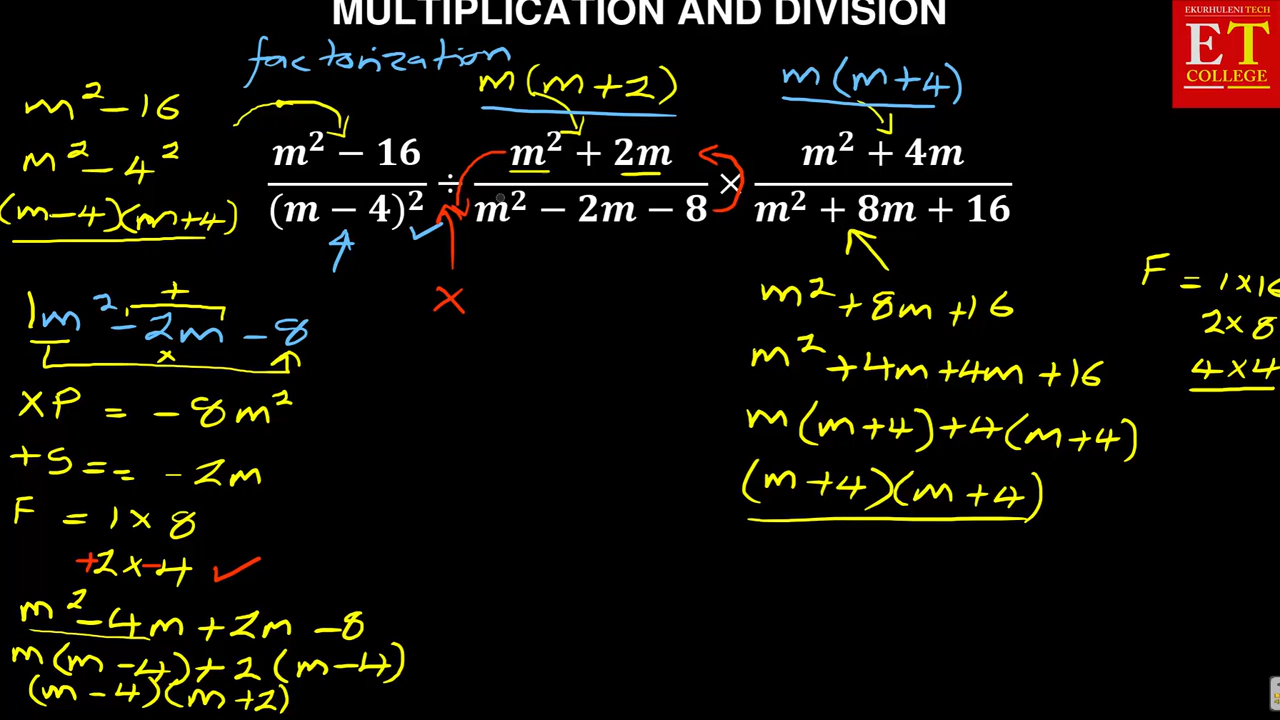 MULTIPLICATION AND DIVISION
EKURHULENI TECH
ET
COLLEGE
factorization
m(m+2)
m(m+4)
m² − 16
m² − 4²
(m−4)(m+4)
m² − 16 / (m − 4)² ÷ m² + 2m / m² − 2m − 8 × m² + 4m / m² + 8m + 16
×
+
1m² − 2m − 8
×
×P = −8m²
+S = = −2m
F = 1 × 8
+2 × −4 ✓
m² − 4m + 2m − 8
m(m−4) + 2(m−4)
(m−4)(m+2)
m² + 8m + 16
m² + 4m + 4m + 16
m(m+4) + 4(m+4)
(m+4)(m+4)
F = 1 × 16
2 × 8
4 × 4